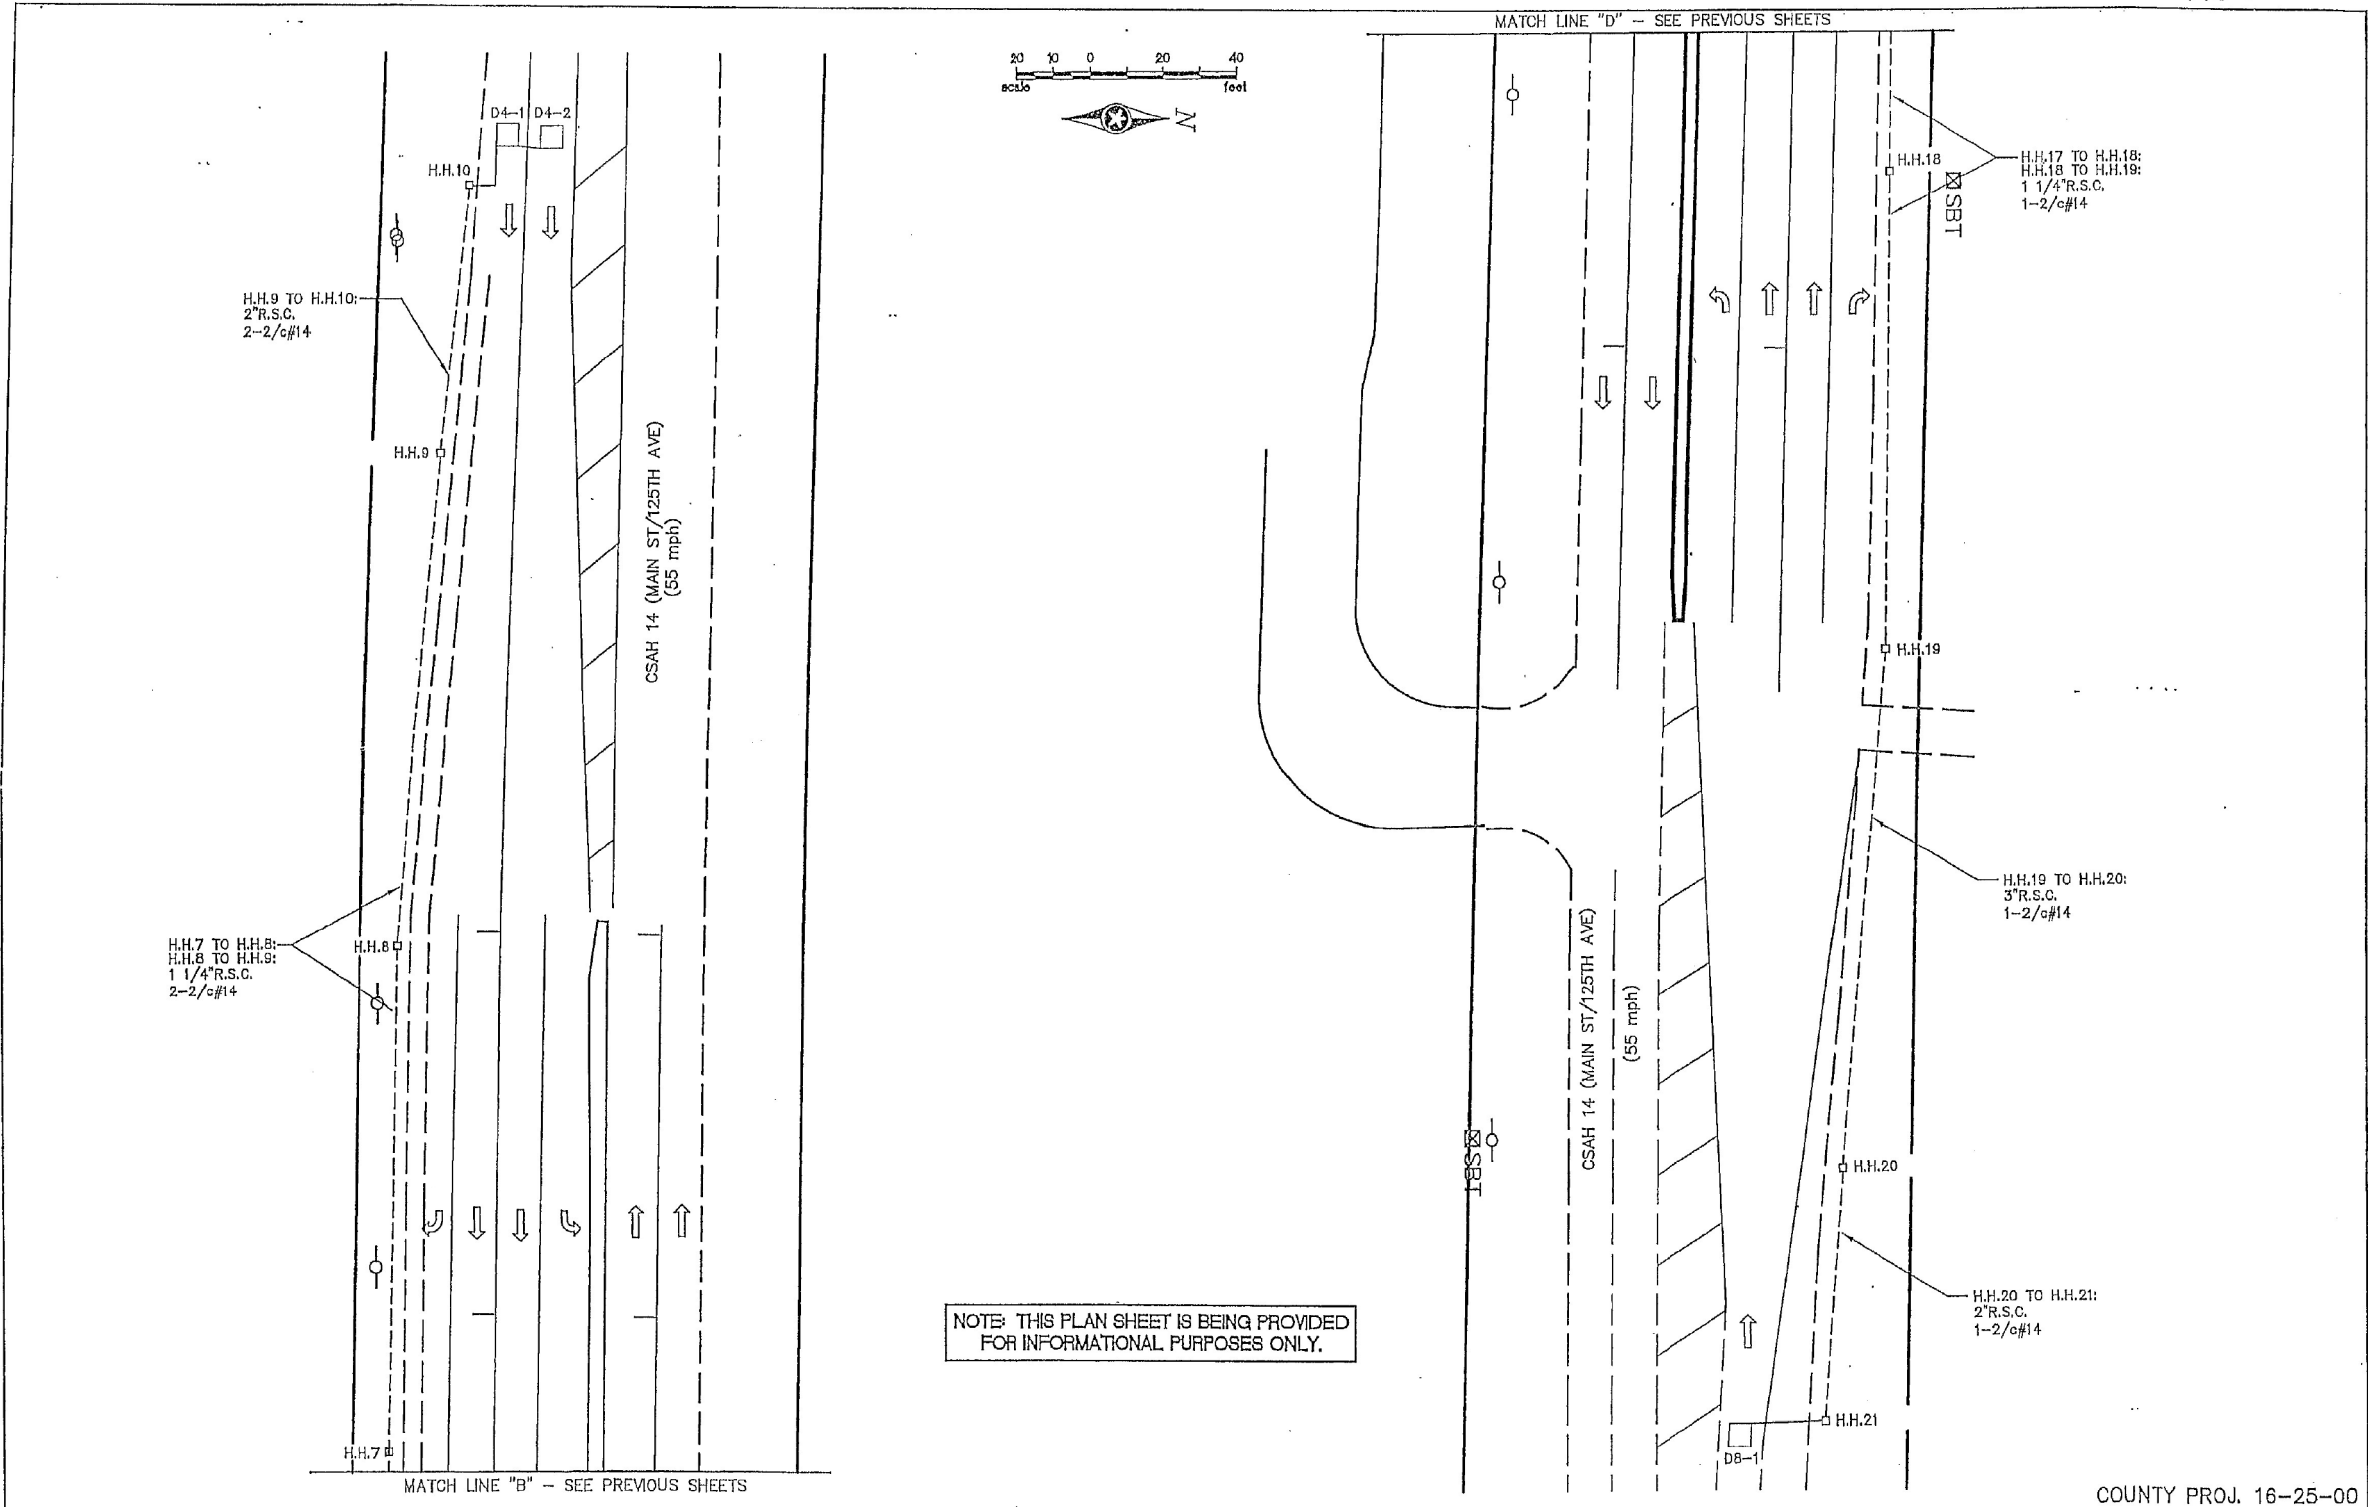 MATCH LINE "D" – SEE PREVIOUS SHEETS
20 10 0 20 40
scale feet
N
D4-1 D4-2
H.H.10
H.H.9 TO H.H.10:
2"R.S.C.
2-2/c#14
H.H.9
CSAH 14 (MAIN ST/125TH AVE)
(55 mph)
H.H.7 TO H.H.8:
H.H.8 TO H.H.9:
1 1/4"R.S.C.
2-2/c#14
H.H.8
H.H.7
MATCH LINE "B" – SEE PREVIOUS SHEETS
NOTE: THIS PLAN SHEET IS BEING PROVIDED
FOR INFORMATIONAL PURPOSES ONLY.
H.H.18
SBT
H.H.17 TO H.H.18:
H.H.18 TO H.H.19:
1 1/4"R.S.C.
1-2/c#14
H.H.19
H.H.19 TO H.H.20:
3"R.S.C.
1-2/c#14
CSAH 14 (MAIN ST/125TH AVE)
(55 mph)
SBT
H.H.20
H.H.20 TO H.H.21:
2"R.S.C.
1-2/c#14
H.H.21
D8-1
COUNTY PROJ. 16-25-00